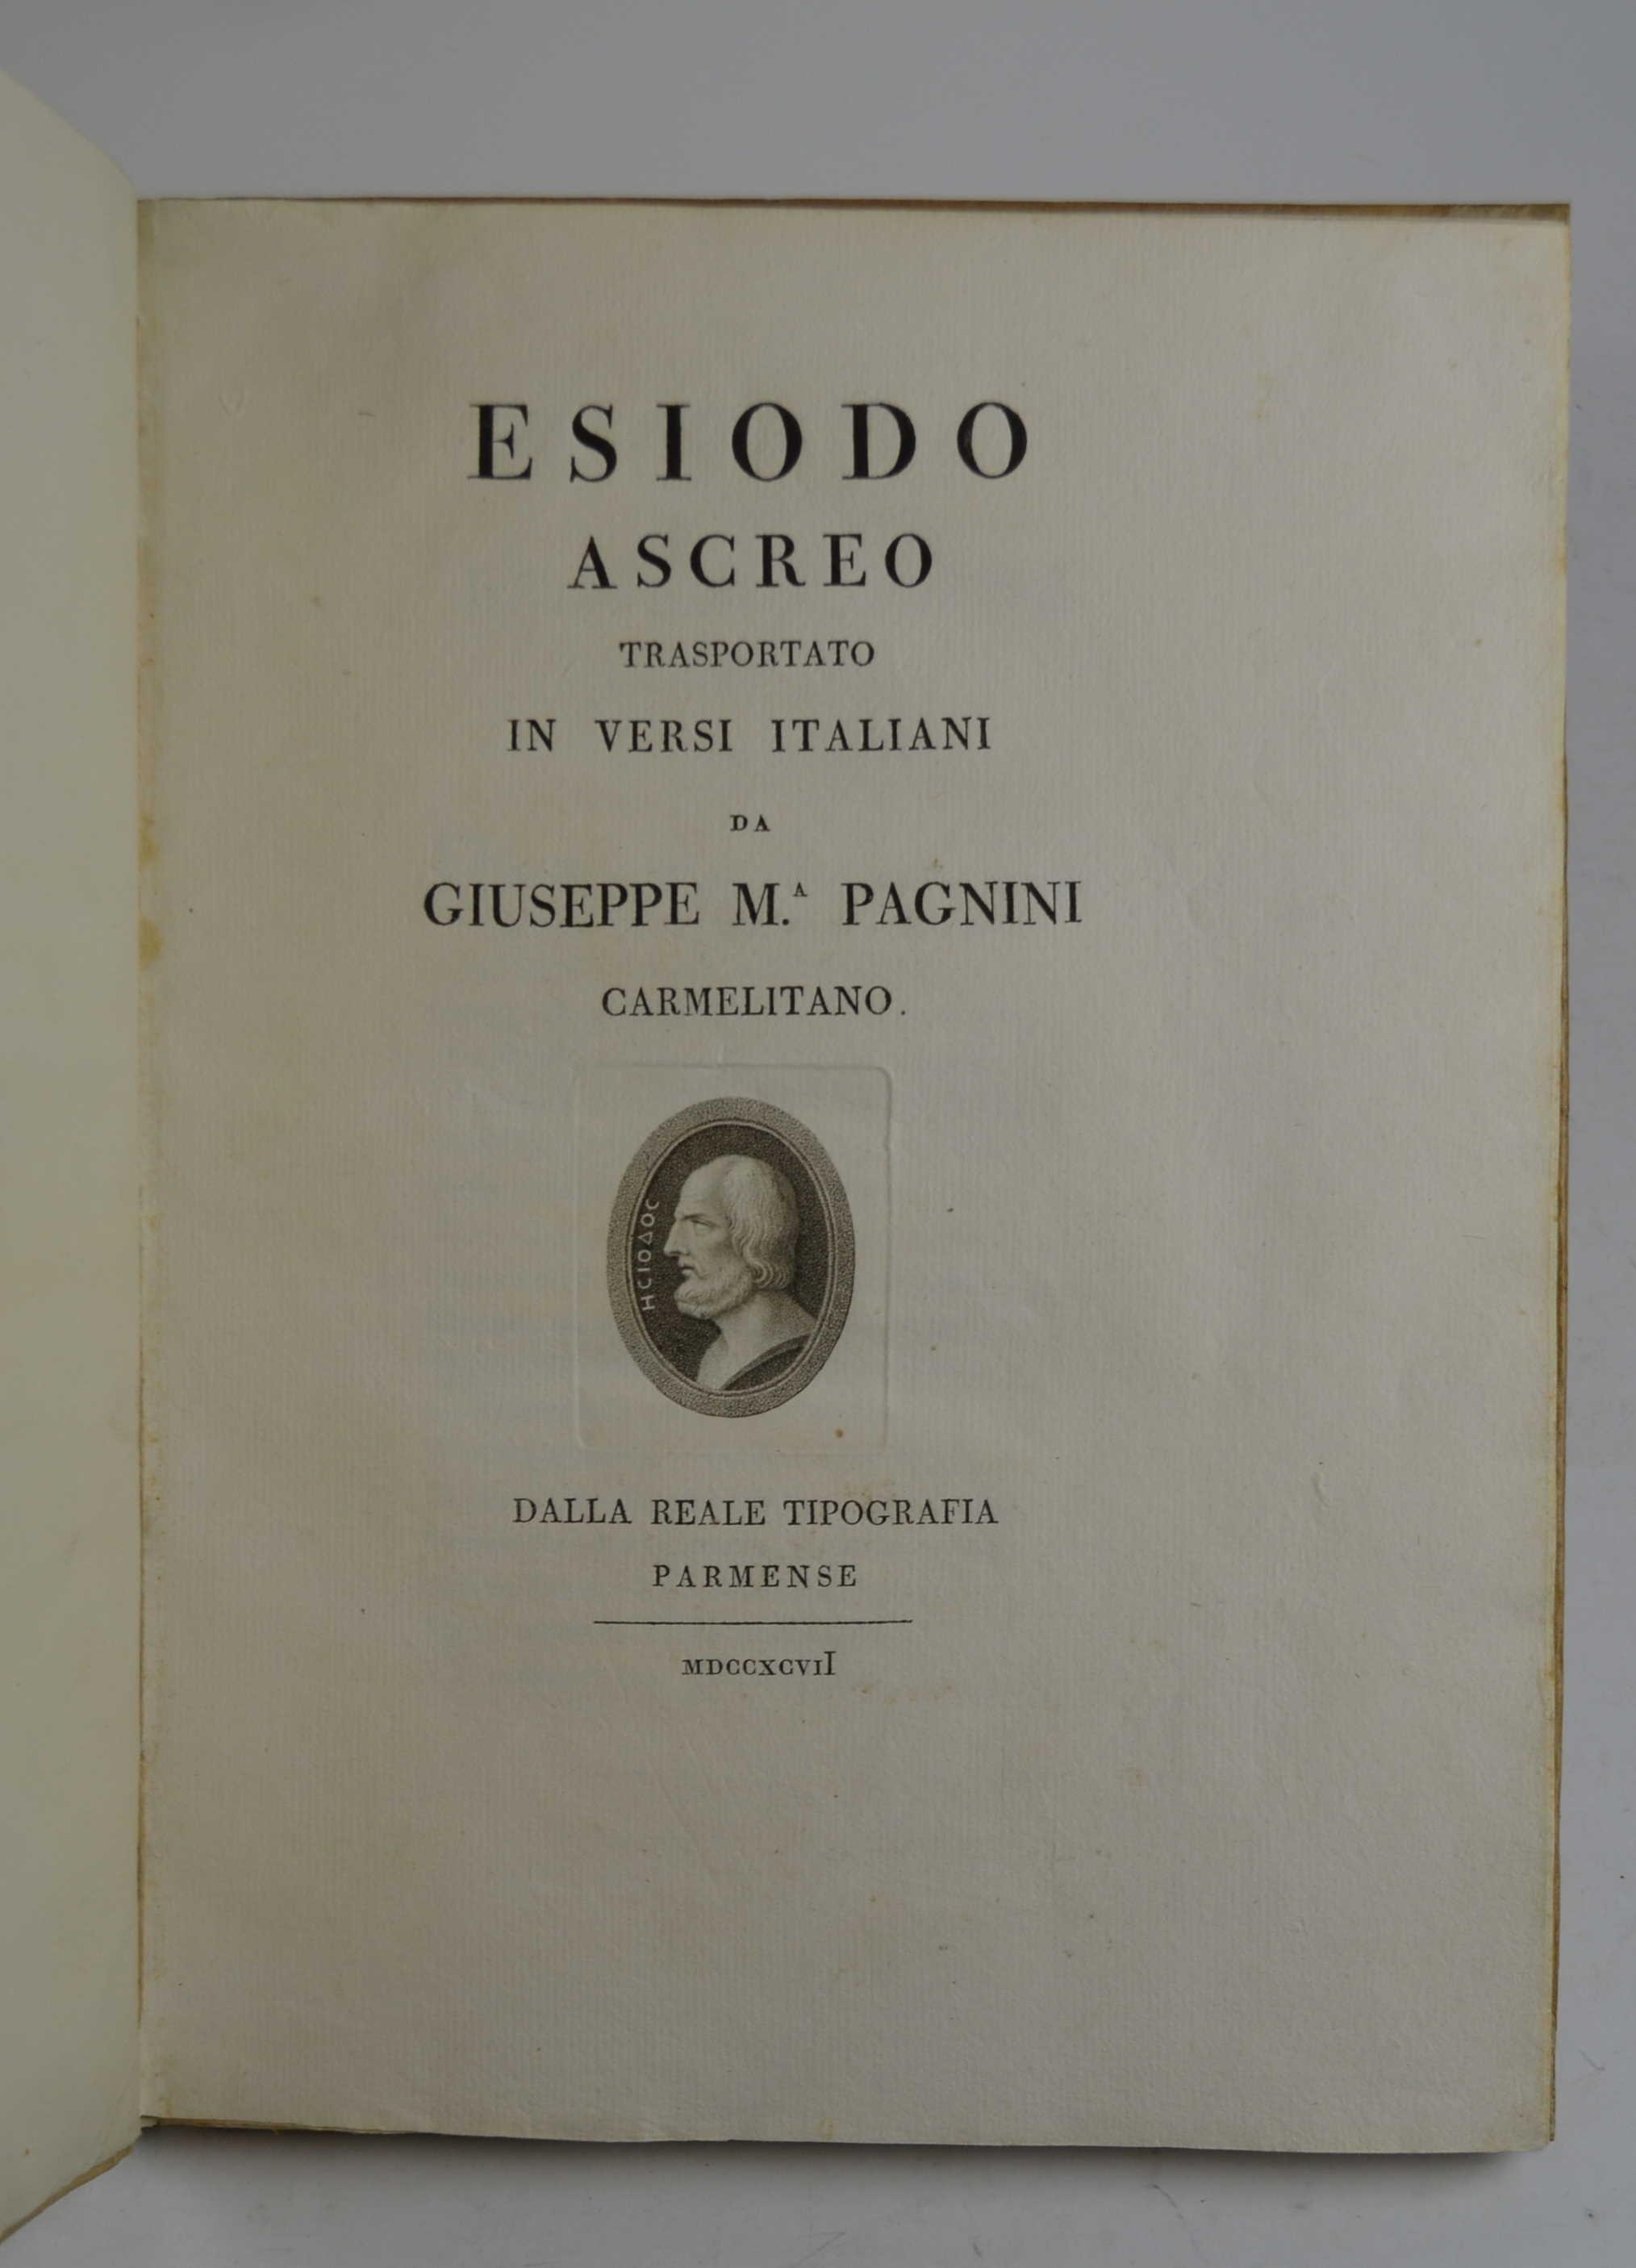 ESIODO
ASCREO
TRASPORTATO
IN VERSI ITALIANI
DA
GIUSEPPE M.ᴬ PAGNINI
CARMELITANO.
ΗϹΙΟΔΟϹ
DALLA REALE TIPOGRAFIA
PARMENSE
MDCCXCVII